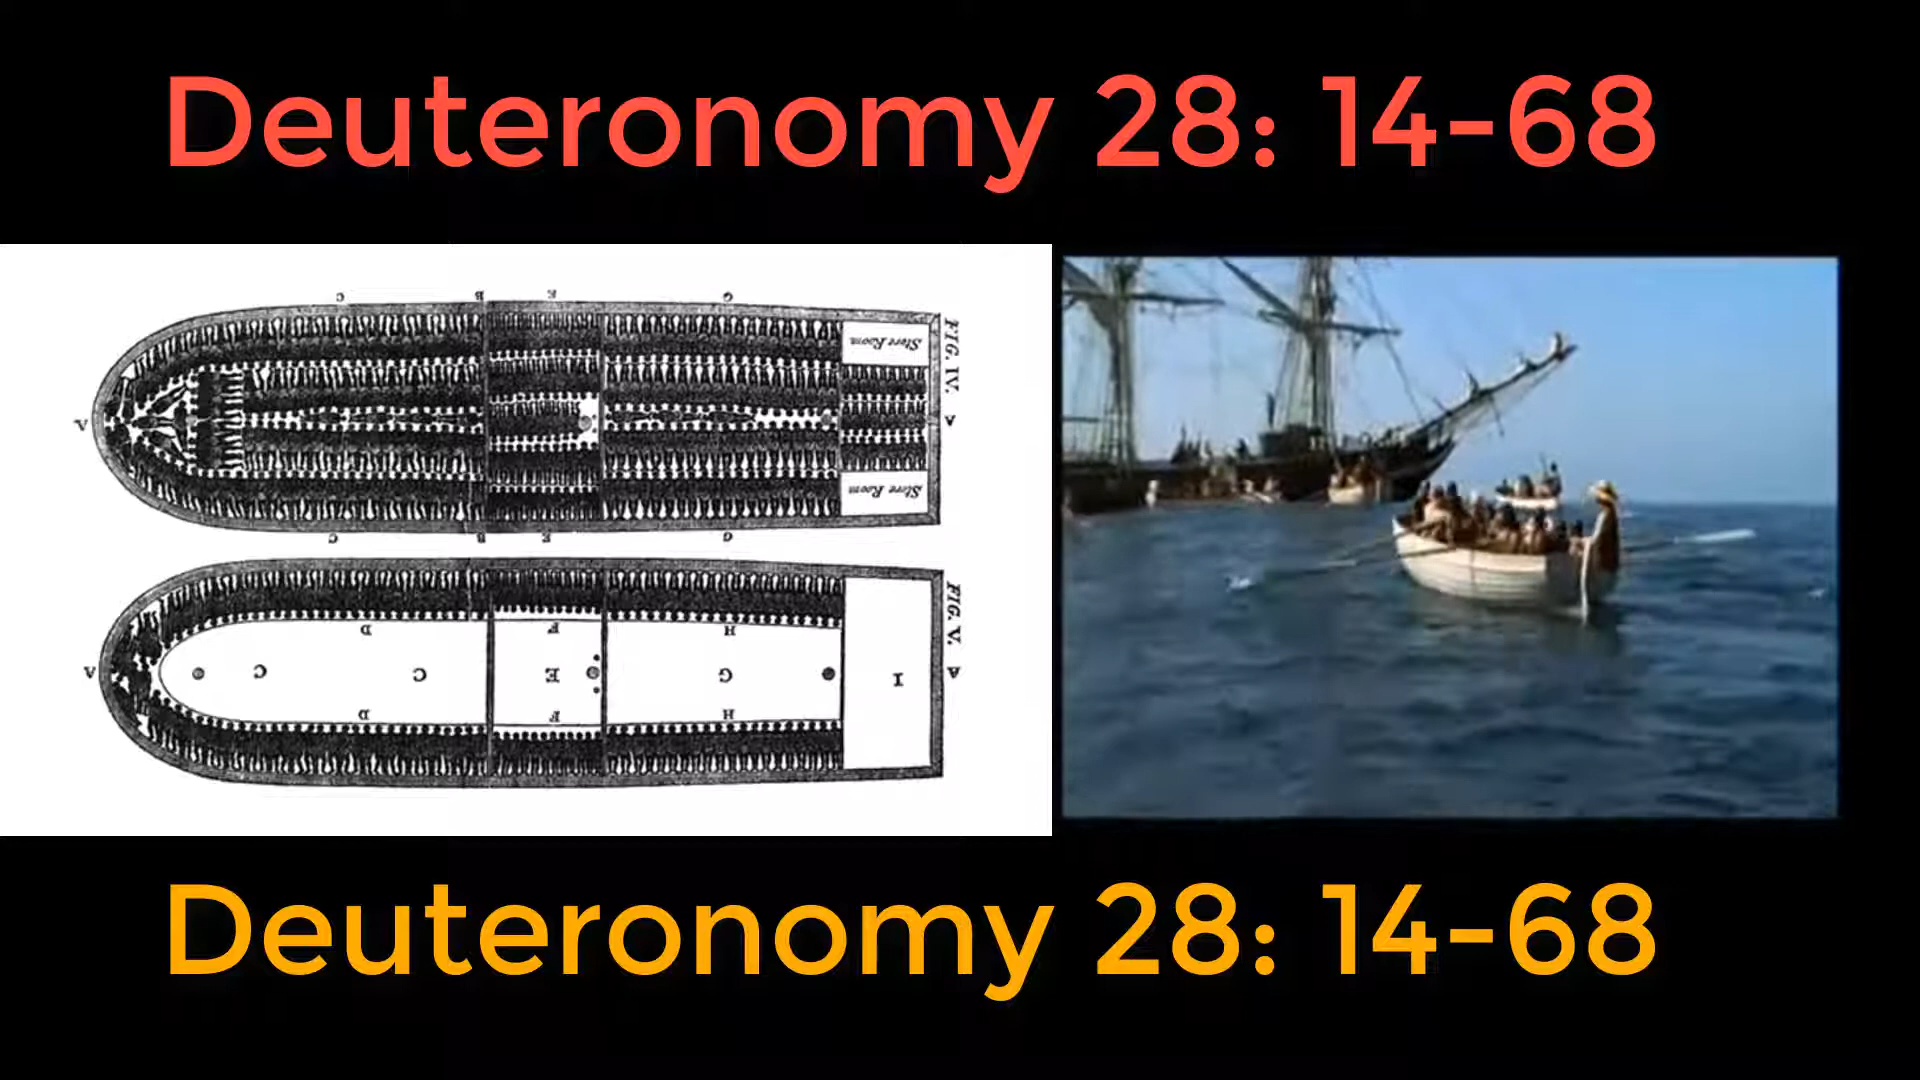 Deuteronomy 28: 14-68
C B E G
FIG. IV.
Store Room
A A
Store Room
C B E G
FIG. V.
D F H
A C C E G I A
D F H
Deuteronomy 28: 14-68